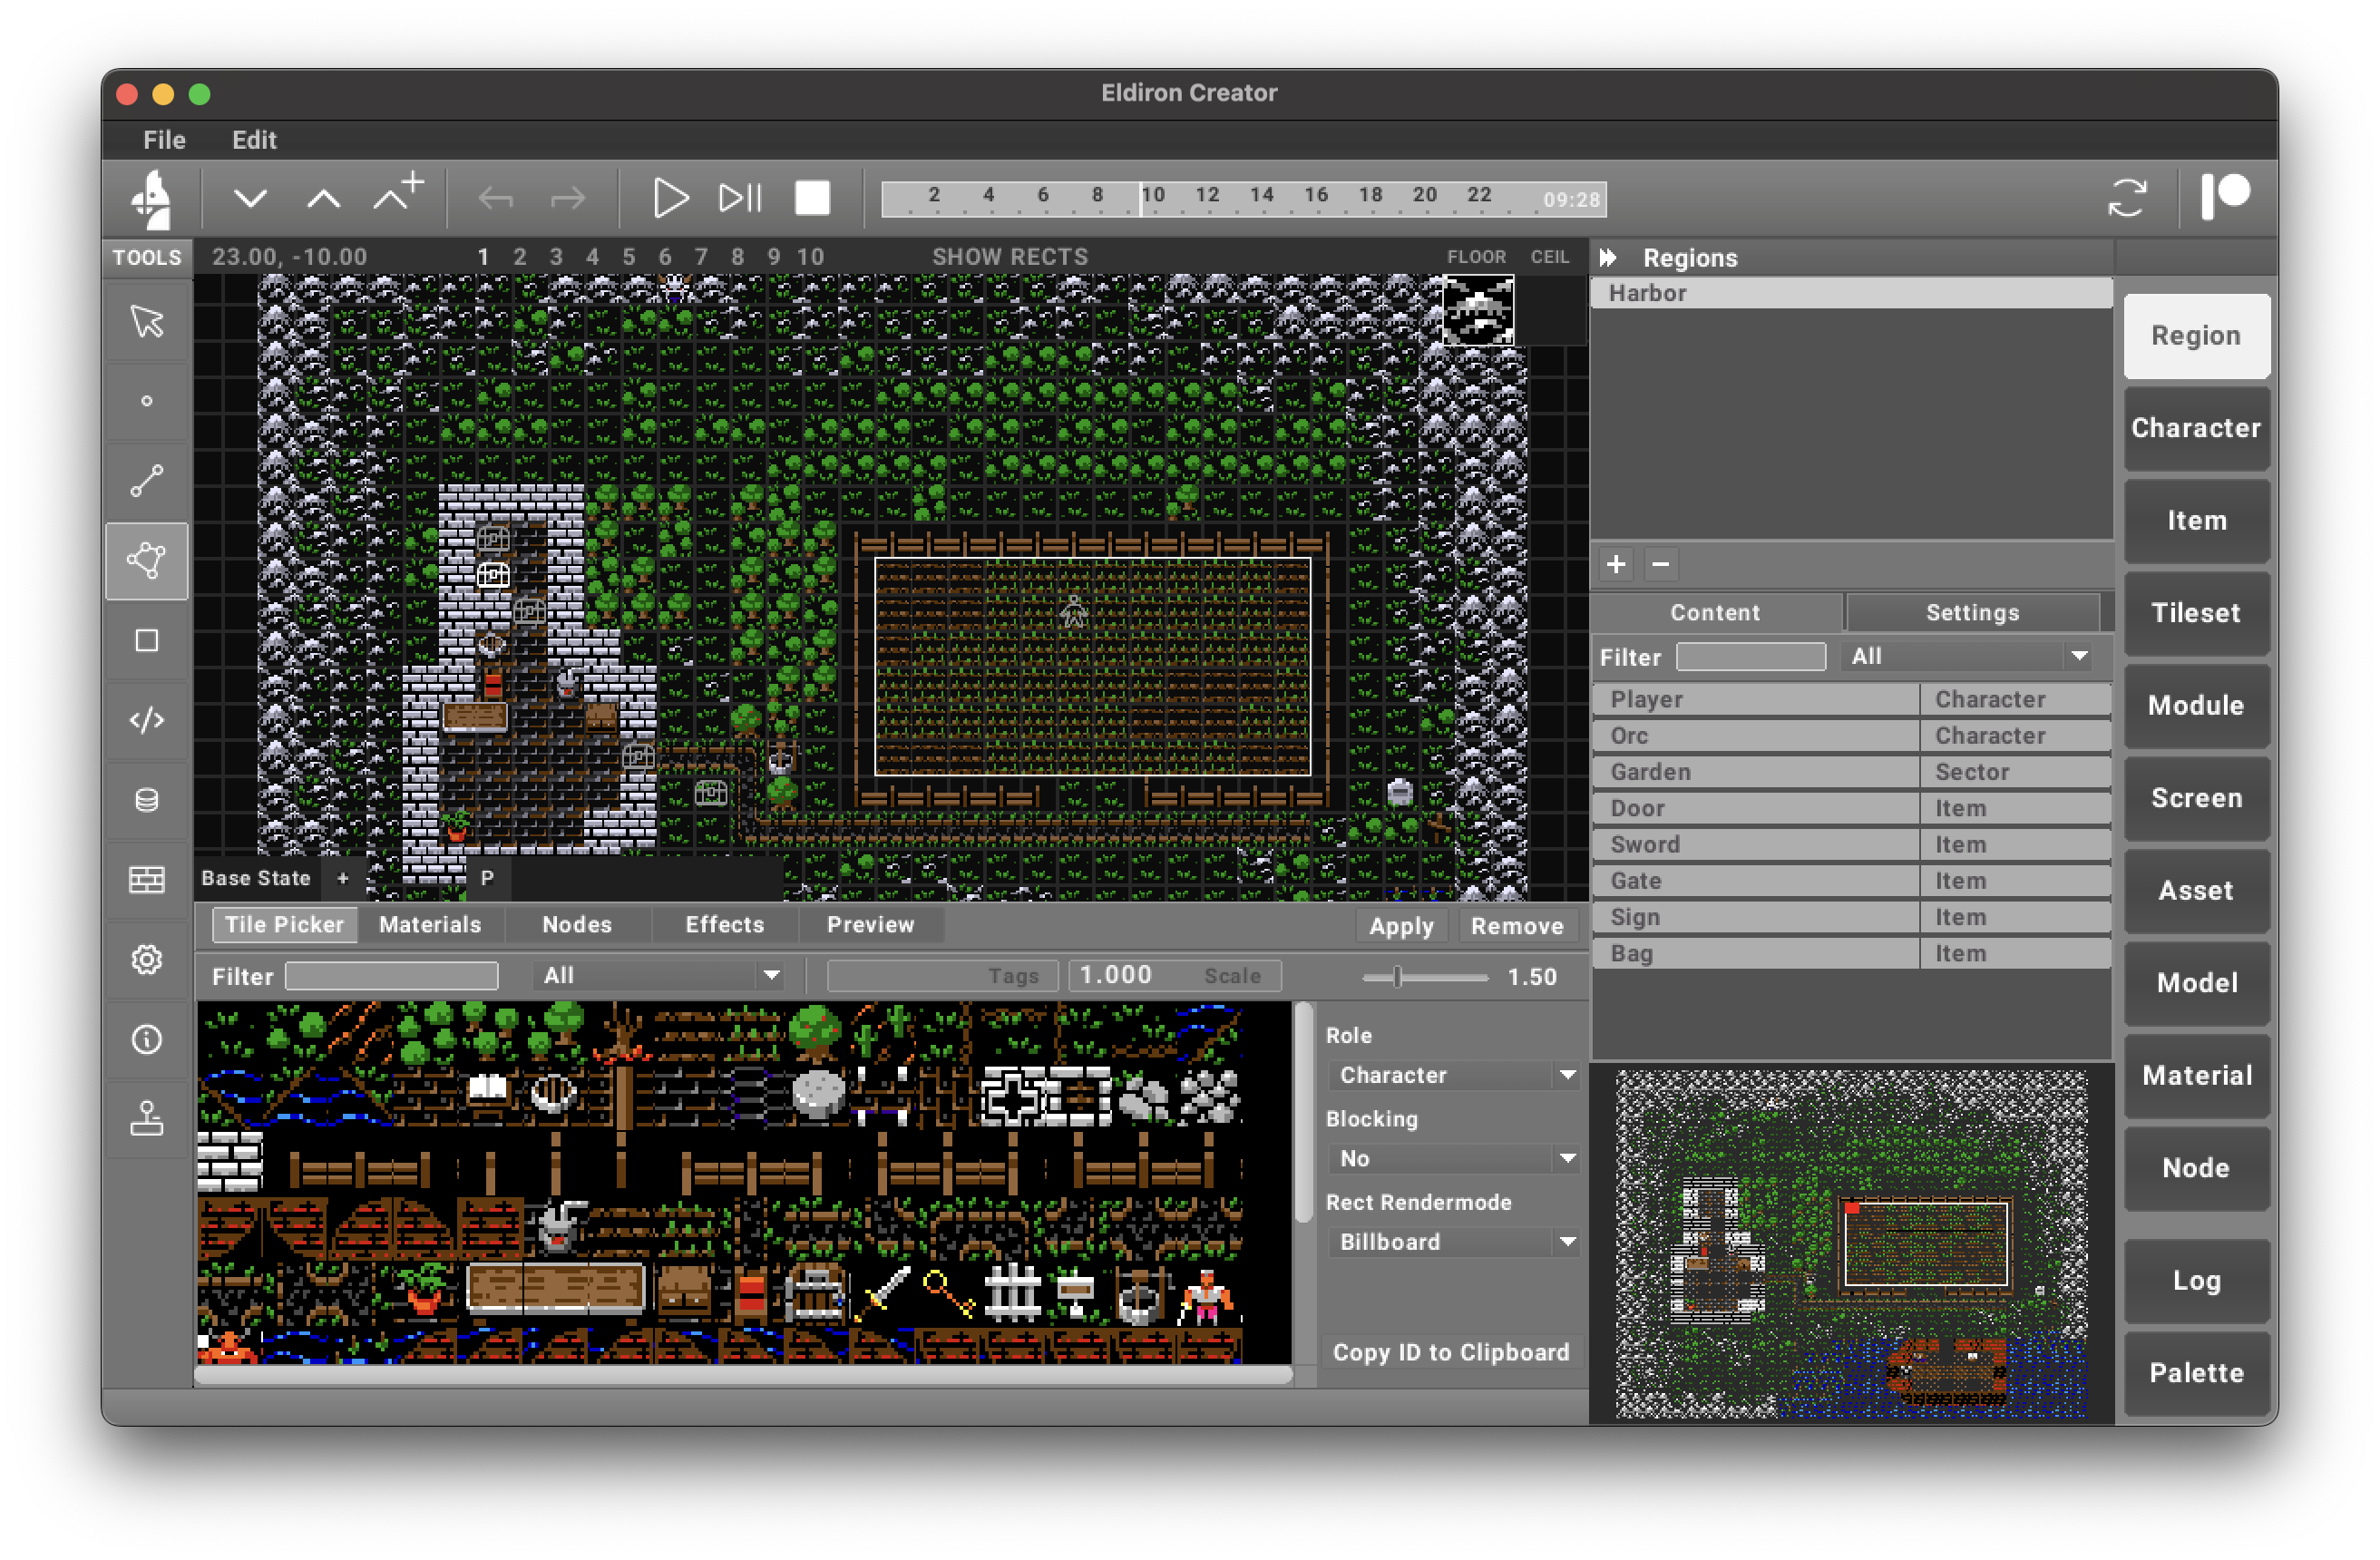 Eldiron Creator
File Edit
2 4 6 8 10 12 14 16 18 20 22 09:28
TOOLS 23.00, -10.00 1 2 3 4 5 6 7 8 9 10 SHOW RECTS FLOOR CEIL Regions
Harbor
Region
Character
Item
Tileset
Module
Screen
Asset
Model
Material
Node
Log
Palette
+ −
Content Settings
Filter All
Player Character
Orc Character
Garden Sector
Door Item
Sword Item
Gate Item
Sign Item
Bag Item
Base State + P
Tile Picker Materials Nodes Effects Preview Apply Remove
Filter All Tags 1.000 Scale 1.50
Role
Character
Blocking
No
Rect Rendermode
Billboard
Copy ID to Clipboard